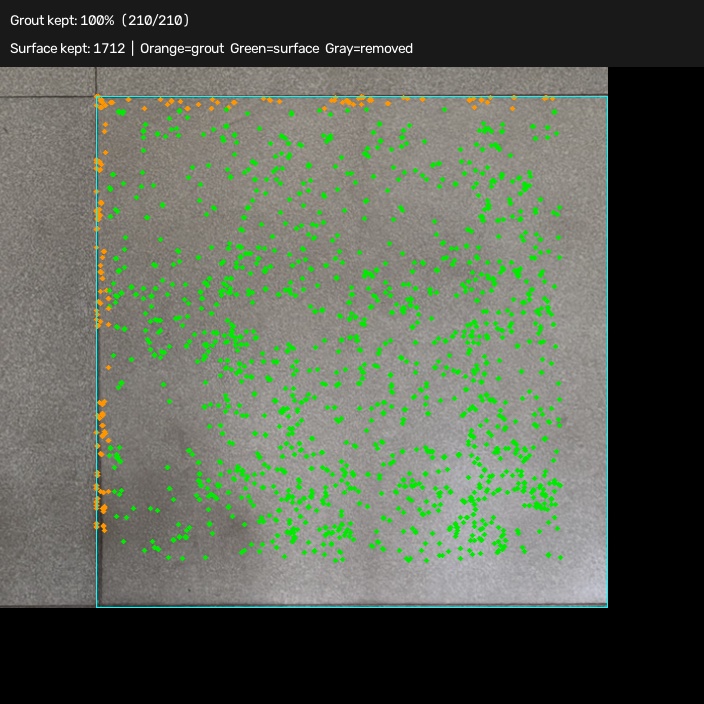 Grout kept: 100% (210/210)
Surface kept: 1712 | Orange=grout Green=surface Gray=removed